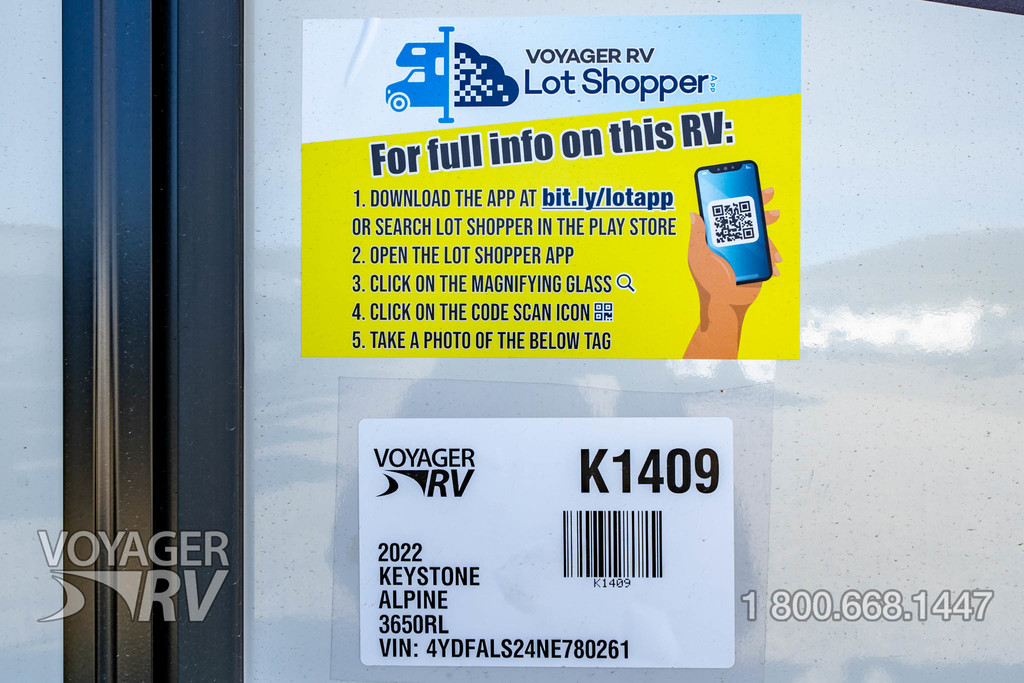 VOYAGER RV
Lot Shopper App
For full info on this RV:
1. DOWNLOAD THE APP AT bit.ly/lotapp
OR SEARCH LOT SHOPPER IN THE PLAY STORE
2. OPEN THE LOT SHOPPER APP
3. CLICK ON THE MAGNIFYING GLASS
4. CLICK ON THE CODE SCAN ICON
5. TAKE A PHOTO OF THE BELOW TAG
VOYAGER
RV
K1409
K1409
2022
KEYSTONE
ALPINE
3650RL
VIN: 4YDFALS24NE780261
VOYAGER
RV
1 800.668.1447